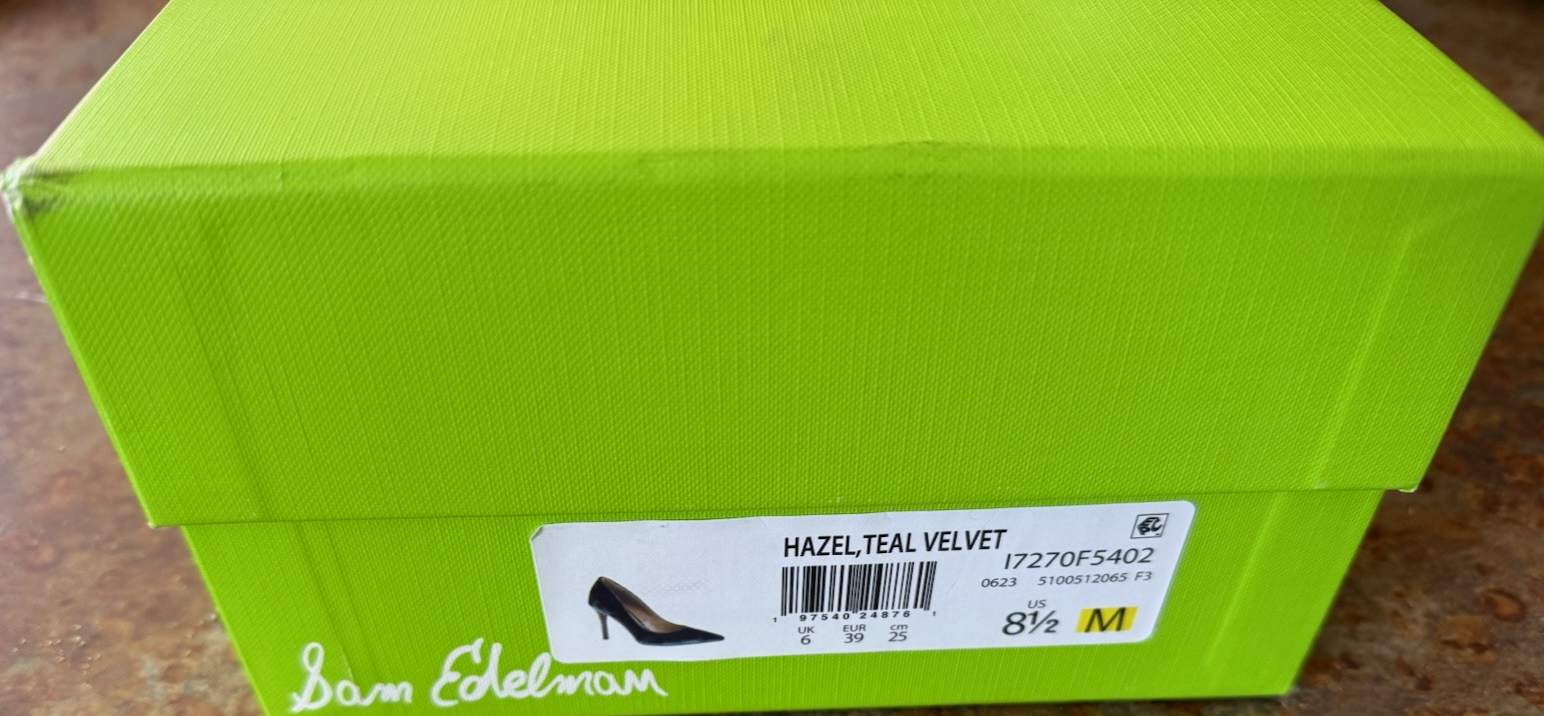 HAZEL,TEAL VELVET
I7270F5402
0623 5100512065 F3
1 97540 24876 1
UK EUR cm
6 39 25
US
8½ M
Sam Edelman